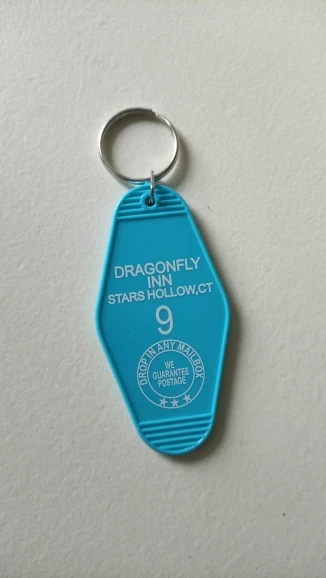 DRAGONFLY
INN
STARS HOLLOW,CT
9
DROP IN ANY MAILBOX
WE
GUARANTEE
POSTAGE